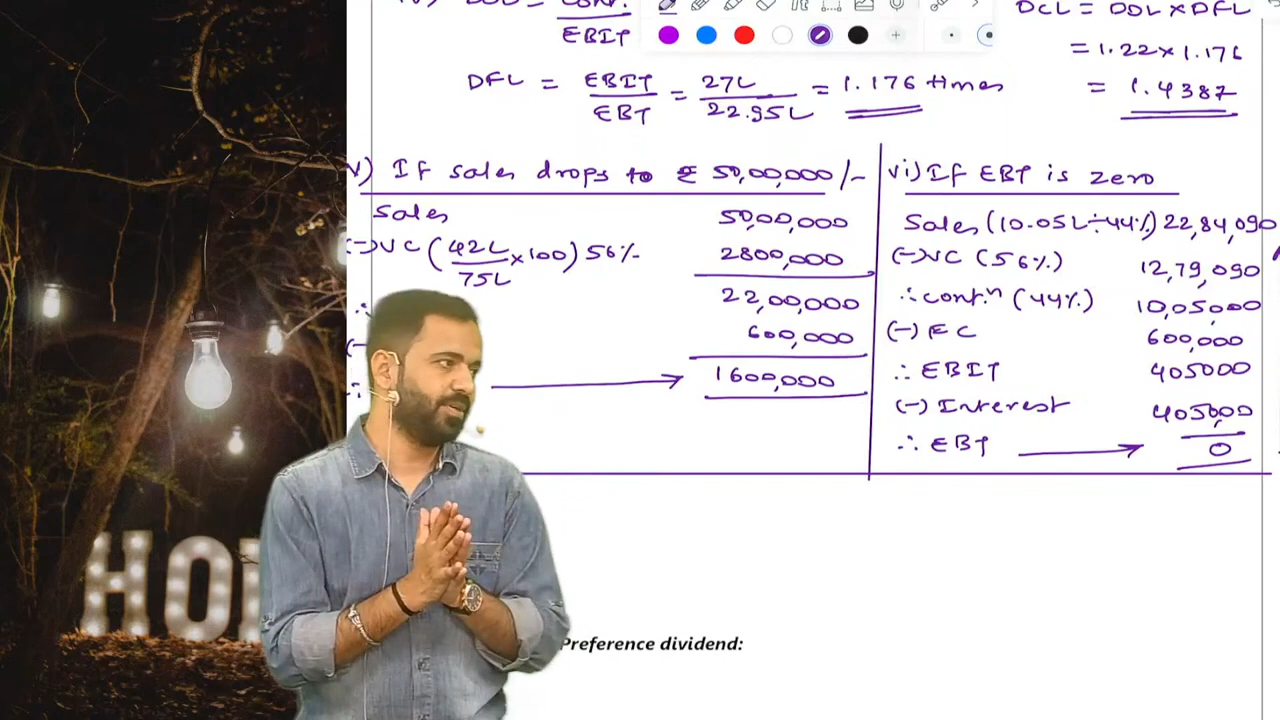 EBIT
DCL = DOL x DFL
= 1.22 x 1.176
= 1.4387
DFL = EBIT / EBT = 27L / 22.95L = 1.176 times
v) If sales drops to ₹ 50,00,000/-
Sales 50,00,000
(-) VC (42L/75L x 100) 56% 2800,000
22,00,000
600,000
1600,000
vi) If EBT is zero
Sales (10.05L ÷ 44%) 22,84,090
(-) VC (56%) 12,79,090
∴ contⁿ (44%) 10,05,000
(-) FC 600,000
∴ EBIT 405000
(-) Interest 405,000
∴ EBT 0
HO
Preference dividend: